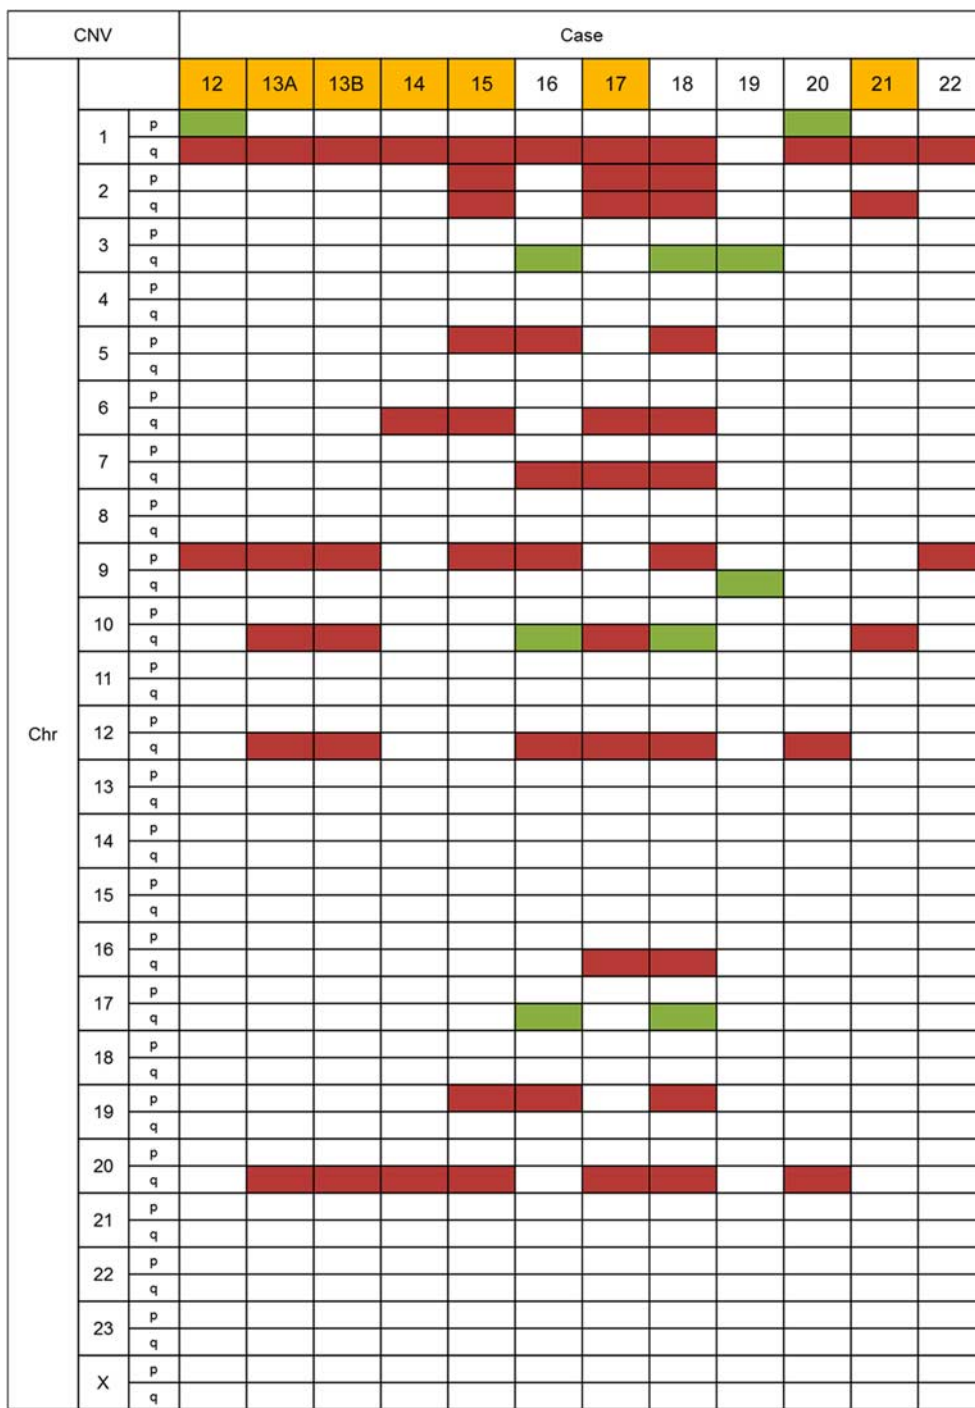 CNV Case
12 13A 13B 14 15 16 17 18 19 20 21 22
Chr
1 p
q
2 p
q
3 p
q
4 p
q
5 p
q
6 p
q
7 p
q
8 p
q
9 p
q
10 p
q
11 p
q
12 p
q
13 p
q
14 p
q
15 p
q
16 p
q
17 p
q
18 p
q
19 p
q
20 p
q
21 p
q
22 p
q
23 p
q
X p
q